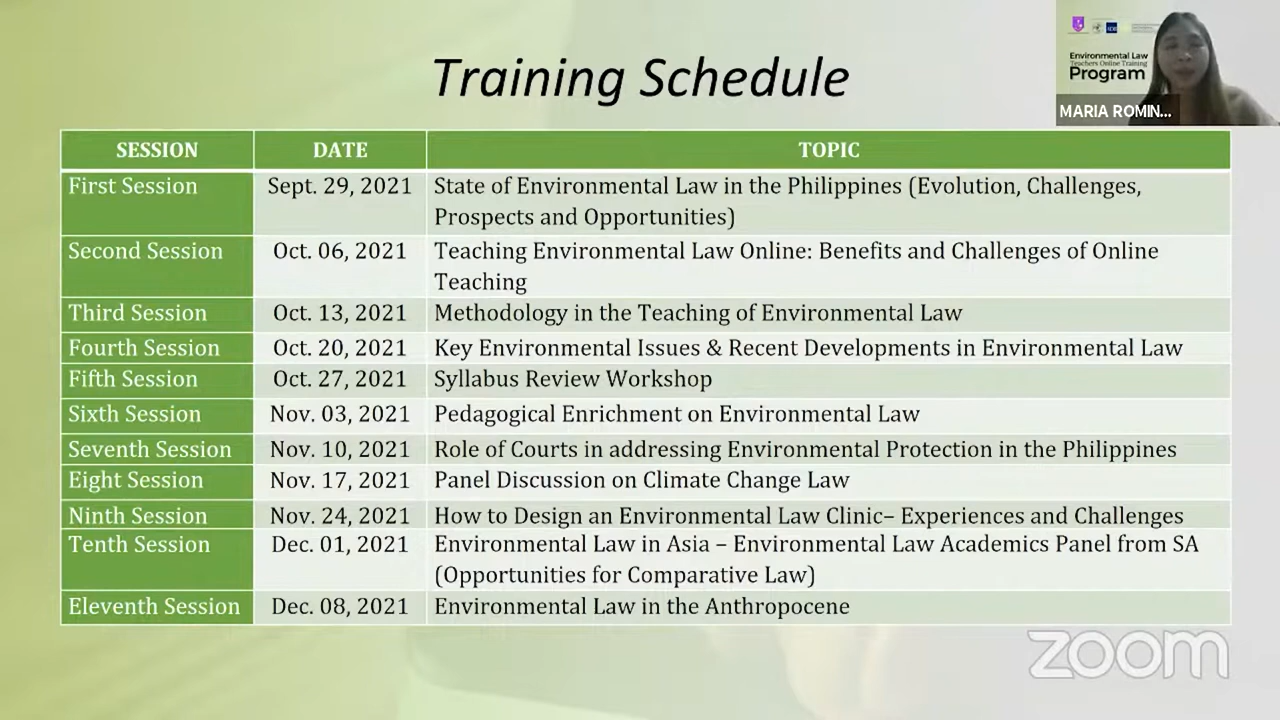 Training Schedule
Environmental Law
Teachers Online Training
Program
MARIA ROMIN...
SESSION DATE TOPIC
First Session Sept. 29, 2021 State of Environmental Law in the Philippines (Evolution, Challenges,
Prospects and Opportunities)
Second Session Oct. 06, 2021 Teaching Environmental Law Online: Benefits and Challenges of Online
Teaching
Third Session Oct. 13, 2021 Methodology in the Teaching of Environmental Law
Fourth Session Oct. 20, 2021 Key Environmental Issues & Recent Developments in Environmental Law
Fifth Session Oct. 27, 2021 Syllabus Review Workshop
Sixth Session Nov. 03, 2021 Pedagogical Enrichment on Environmental Law
Seventh Session Nov. 10, 2021 Role of Courts in addressing Environmental Protection in the Philippines
Eight Session Nov. 17, 2021 Panel Discussion on Climate Change Law
Ninth Session Nov. 24, 2021 How to Design an Environmental Law Clinic– Experiences and Challenges
Tenth Session Dec. 01, 2021 Environmental Law in Asia – Environmental Law Academics Panel from SA
(Opportunities for Comparative Law)
Eleventh Session Dec. 08, 2021 Environmental Law in the Anthropocene
zoom